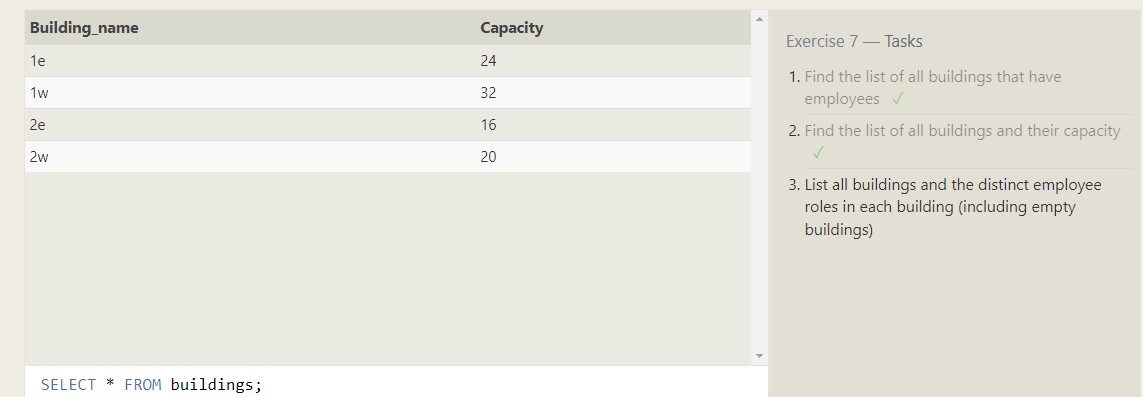 Building_name Capacity
1e 24
1w 32
2e 16
2w 20
SELECT * FROM buildings;
Exercise 7 — Tasks
1. Find the list of all buildings that have
employees ✓
2. Find the list of all buildings and their capacity
✓
3. List all buildings and the distinct employee
roles in each building (including empty
buildings)